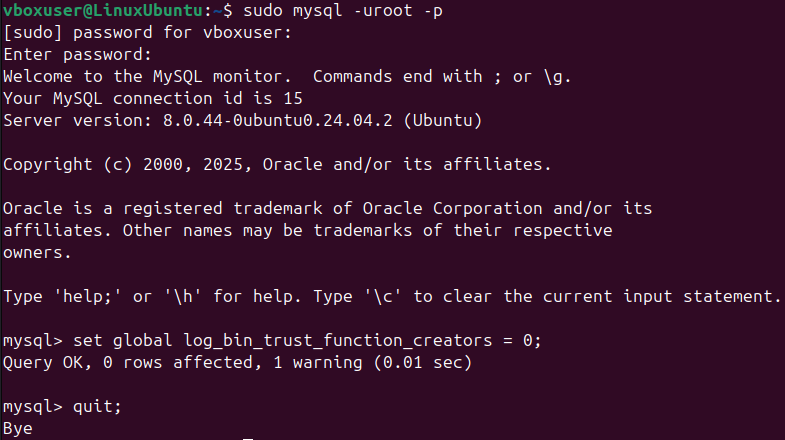 vboxuser@LinuxUbuntu:~$ sudo mysql -uroot -p
[sudo] password for vboxuser:
Enter password:
Welcome to the MySQL monitor.  Commands end with ; or \g.
Your MySQL connection id is 15
Server version: 8.0.44-0ubuntu0.24.04.2 (Ubuntu)

Copyright (c) 2000, 2025, Oracle and/or its affiliates.

Oracle is a registered trademark of Oracle Corporation and/or its
affiliates. Other names may be trademarks of their respective
owners.

Type 'help;' or '\h' for help. Type '\c' to clear the current input statement.

mysql> set global log_bin_trust_function_creators = 0;
Query OK, 0 rows affected, 1 warning (0.01 sec)

mysql> quit;
Bye